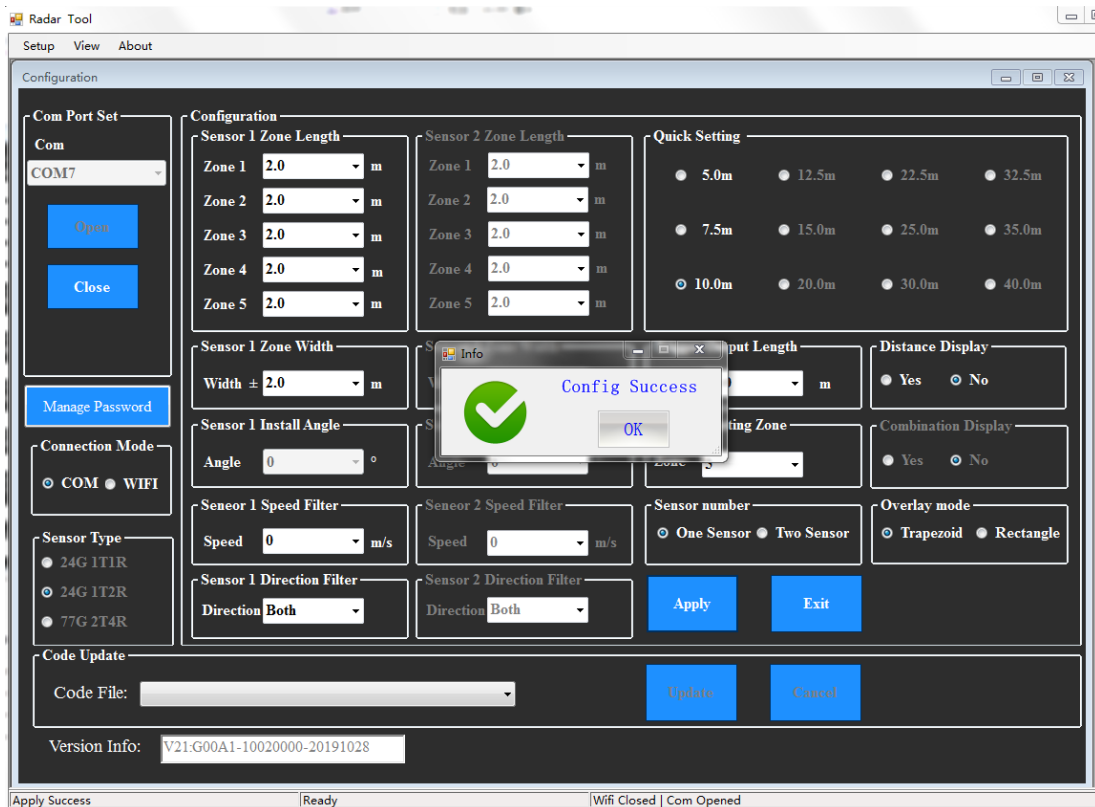 Radar Tool
Setup View About
Configuration
Com Port Set
Com
COM7
Open
Close
Manage Password
Connection Mode
COM WIFI
Sensor Type
24G 1T1R
24G 1T2R
77G 2T4R
Configuration
Sensor 1 Zone Length
Zone 1 2.0 m
Zone 2 2.0 m
Zone 3 2.0 m
Zone 4 2.0 m
Zone 5 2.0 m
Sensor 2 Zone Length
Zone 1 2.0 m
Zone 2 2.0 m
Zone 3 2.0 m
Zone 4 2.0 m
Zone 5 2.0 m
Quick Setting
5.0m 12.5m 22.5m 32.5m
7.5m 15.0m 25.0m 35.0m
10.0m 20.0m 30.0m 40.0m
Sensor 1 Zone Width
Width ± 2.0 m
Info
Config Success
OK
Length
m
Distance Display
Yes No
Sensor 1 Install Angle
Angle 0 °
Angle
Zone
Zone
Combination Display
Yes No
Seneor 1 Speed Filter
Speed 0 m/s
Seneor 2 Speed Filter
Speed 0 m/s
Sensor number
One Sensor Two Sensor
Overlay mode
Trapezoid Rectangle
Sensor 1 Direction Filter
Direction Both
Sensor 2 Direction Filter
Direction Both
Apply Exit
Code Update
Code File:
Update Cancel
Version Info: V21:G00A1-10020000-20191028
Apply Success Ready Wifi Closed | Com Opened